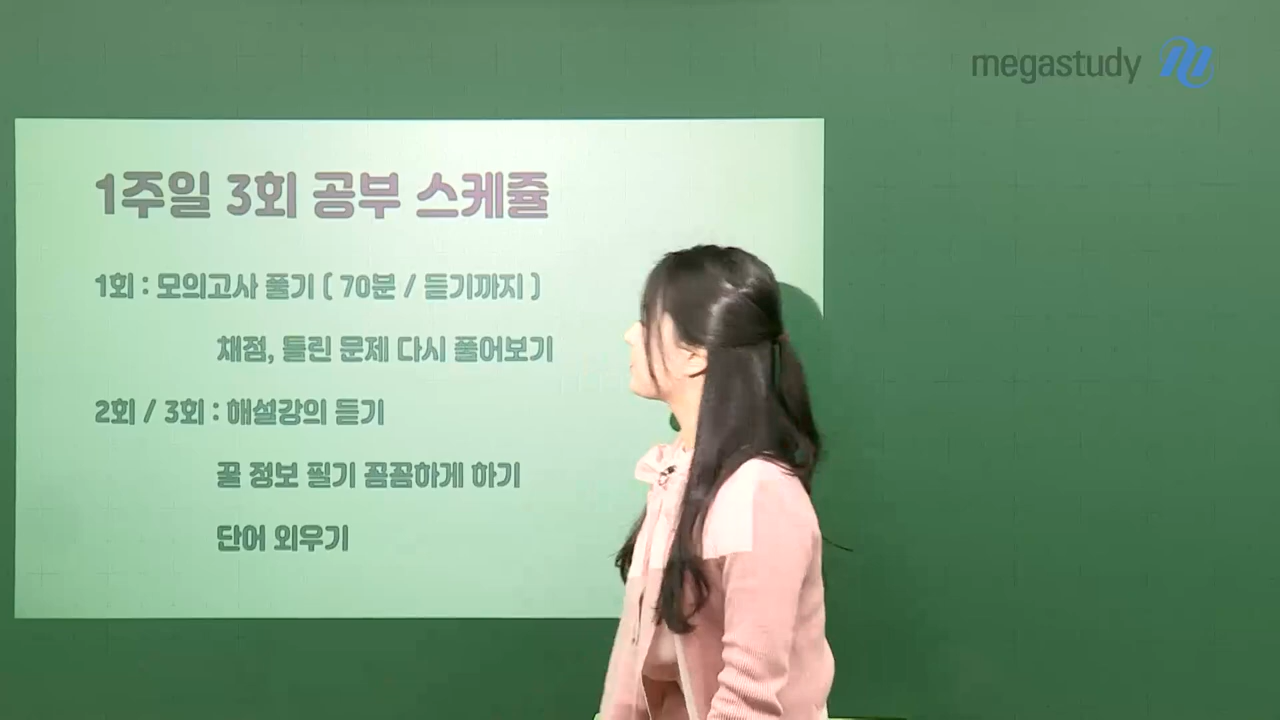 megastudy
1주일 3회 공부 스케쥴
1회 : 모의고사 풀기 ( 70분 / 듣기까지 )
채점, 틀린 문제 다시 풀어보기
2회 / 3회 : 해설강의 듣기
꿀 정보 필기 꼼꼼하게 하기
단어 외우기